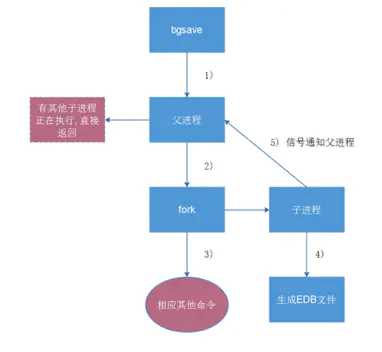 bgsave
1)
有其他子进程
正在执行,直接
返回
父进程
5) 信号通知父进程
2)
fork
子进程
3)
4)
相应其他命令
生成EDB文件